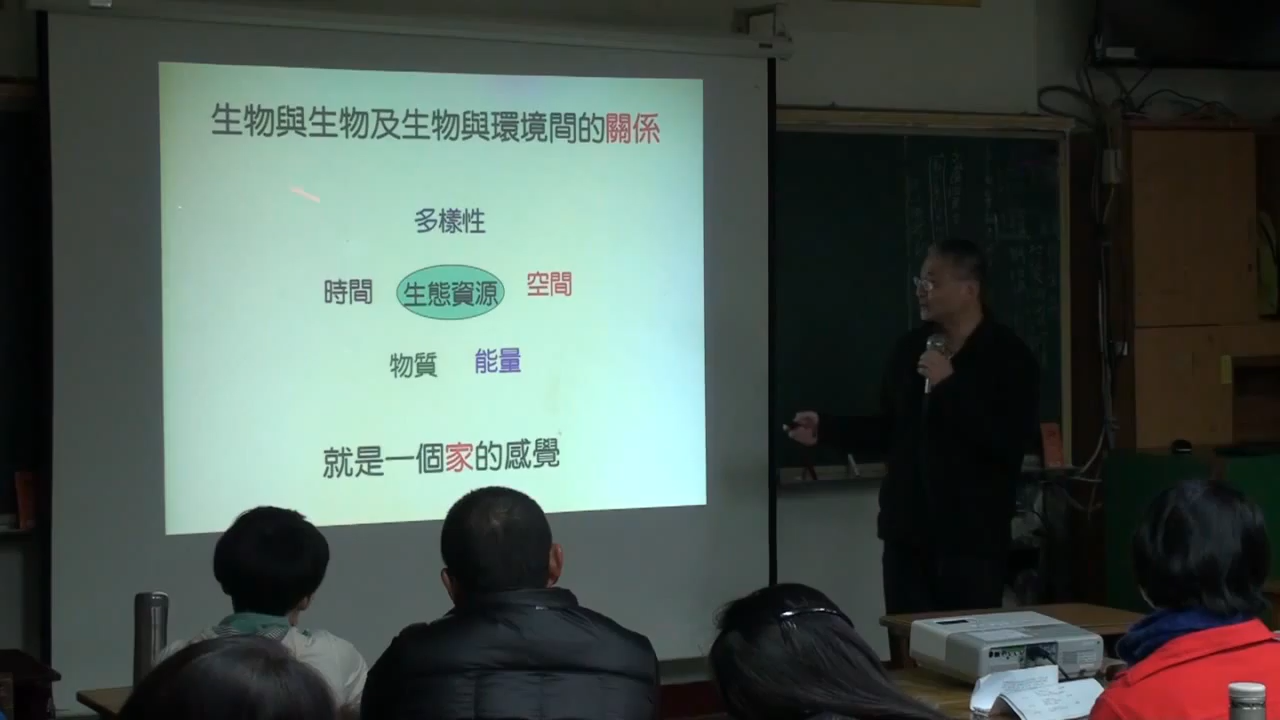 生物與生物及生物與環境間的關係
多樣性
時間 生態資源 空間
物質 能量
就是一個家的感覺